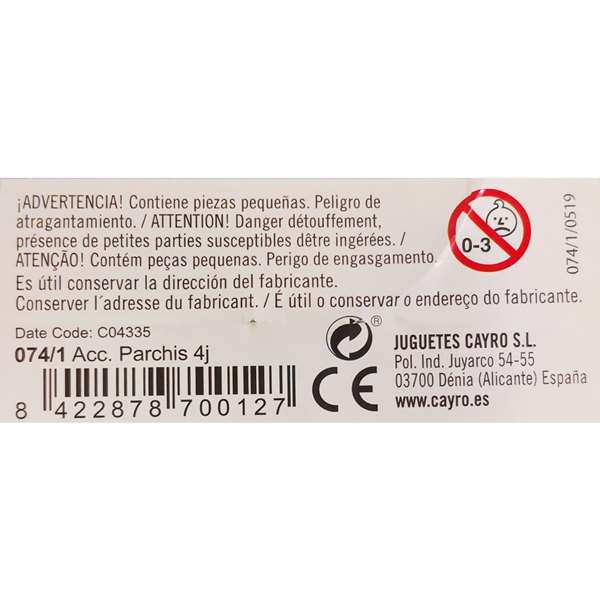 ¡ADVERTENCIA! Contiene piezas pequeñas. Peligro de
atragantamiento. / ATTENTION! Danger détouffement,
présence de petites parties susceptibles dêtre ingérées. /
ATENÇÃO! Contém peças pequenas. Perigo de engasgamento.
Es útil conservar la dirección del fabricante.
Conserver l´adresse du fabricant. / É útil o conservar o endereço do fabricante.
0-3
074/1/0519
Date Code: C04335
074/1 Acc. Parchis 4j
8 422878 700127
®
CE
JUGUETES CAYRO S.L.
Pol. Ind. Juyarco 54-55
03700 Dénia (Alicante) España
www.cayro.es